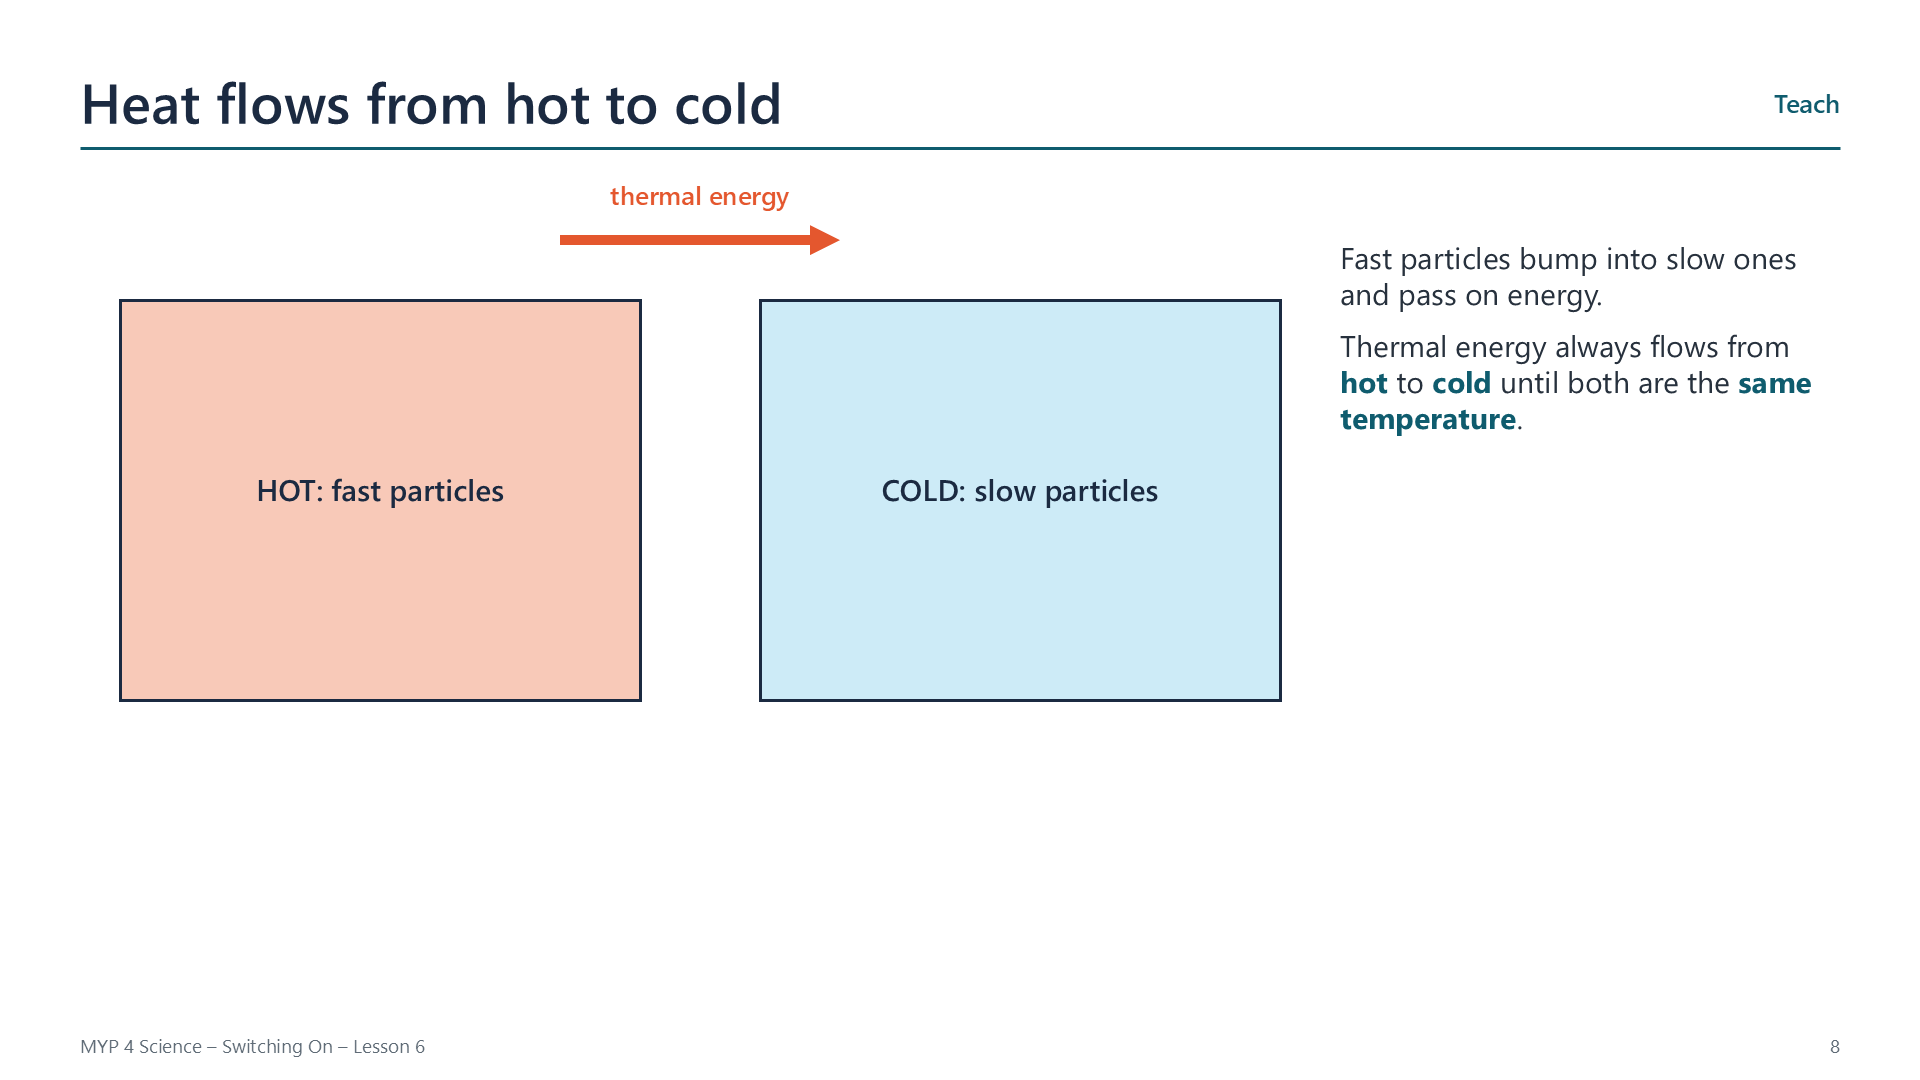 Heat flows from hot to cold
Teach
thermal energy
Fast particles bump into slow ones
and pass on energy.
Thermal energy always flows from
hot to cold until both are the same
temperature.
HOT: fast particles
COLD: slow particles
MYP 4 Science – Switching On – Lesson 6
8